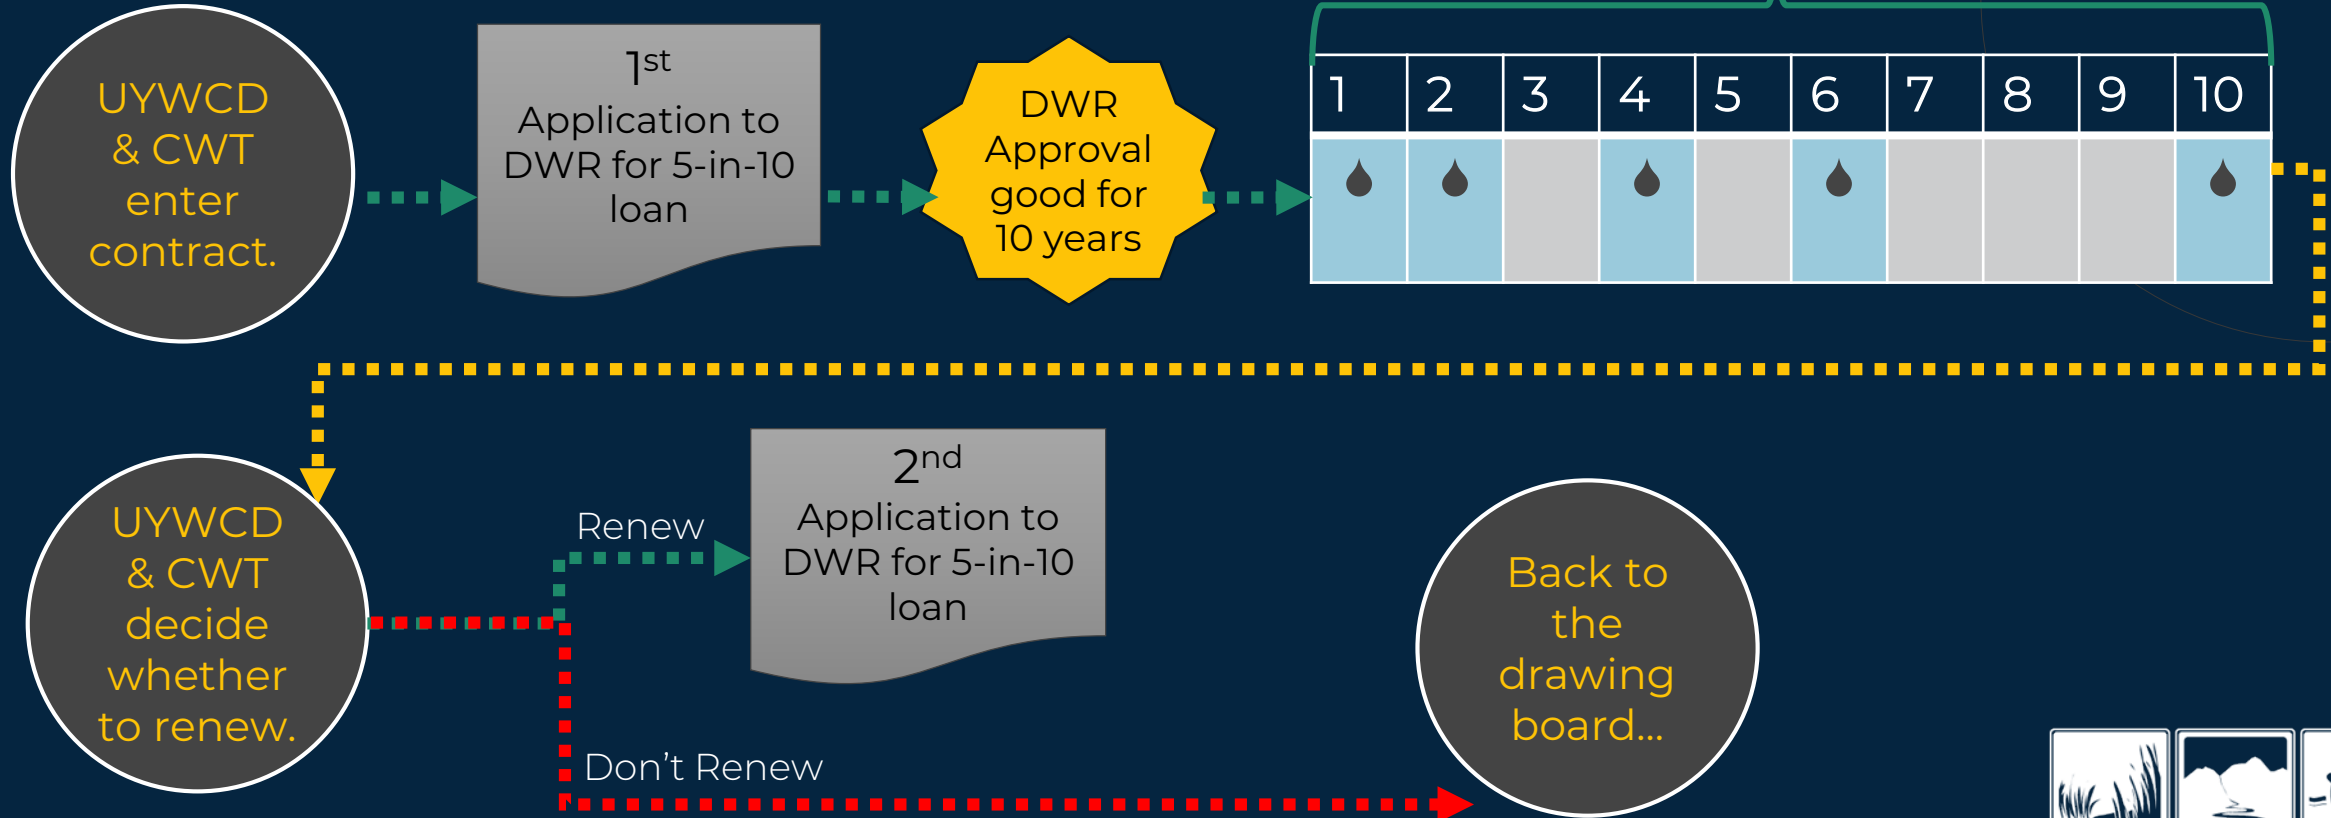 UYWCD
& CWT
enter
contract.
1st
Application to
DWR for 5-in-10
loan
DWR
Approval
good for
10 years
1 2 3 4 5 6 7 8 9 10
UYWCD
& CWT
decide
whether
to renew.
Renew
2nd
Application to
DWR for 5-in-10
loan
Don't Renew
Back to
the
drawing
board...